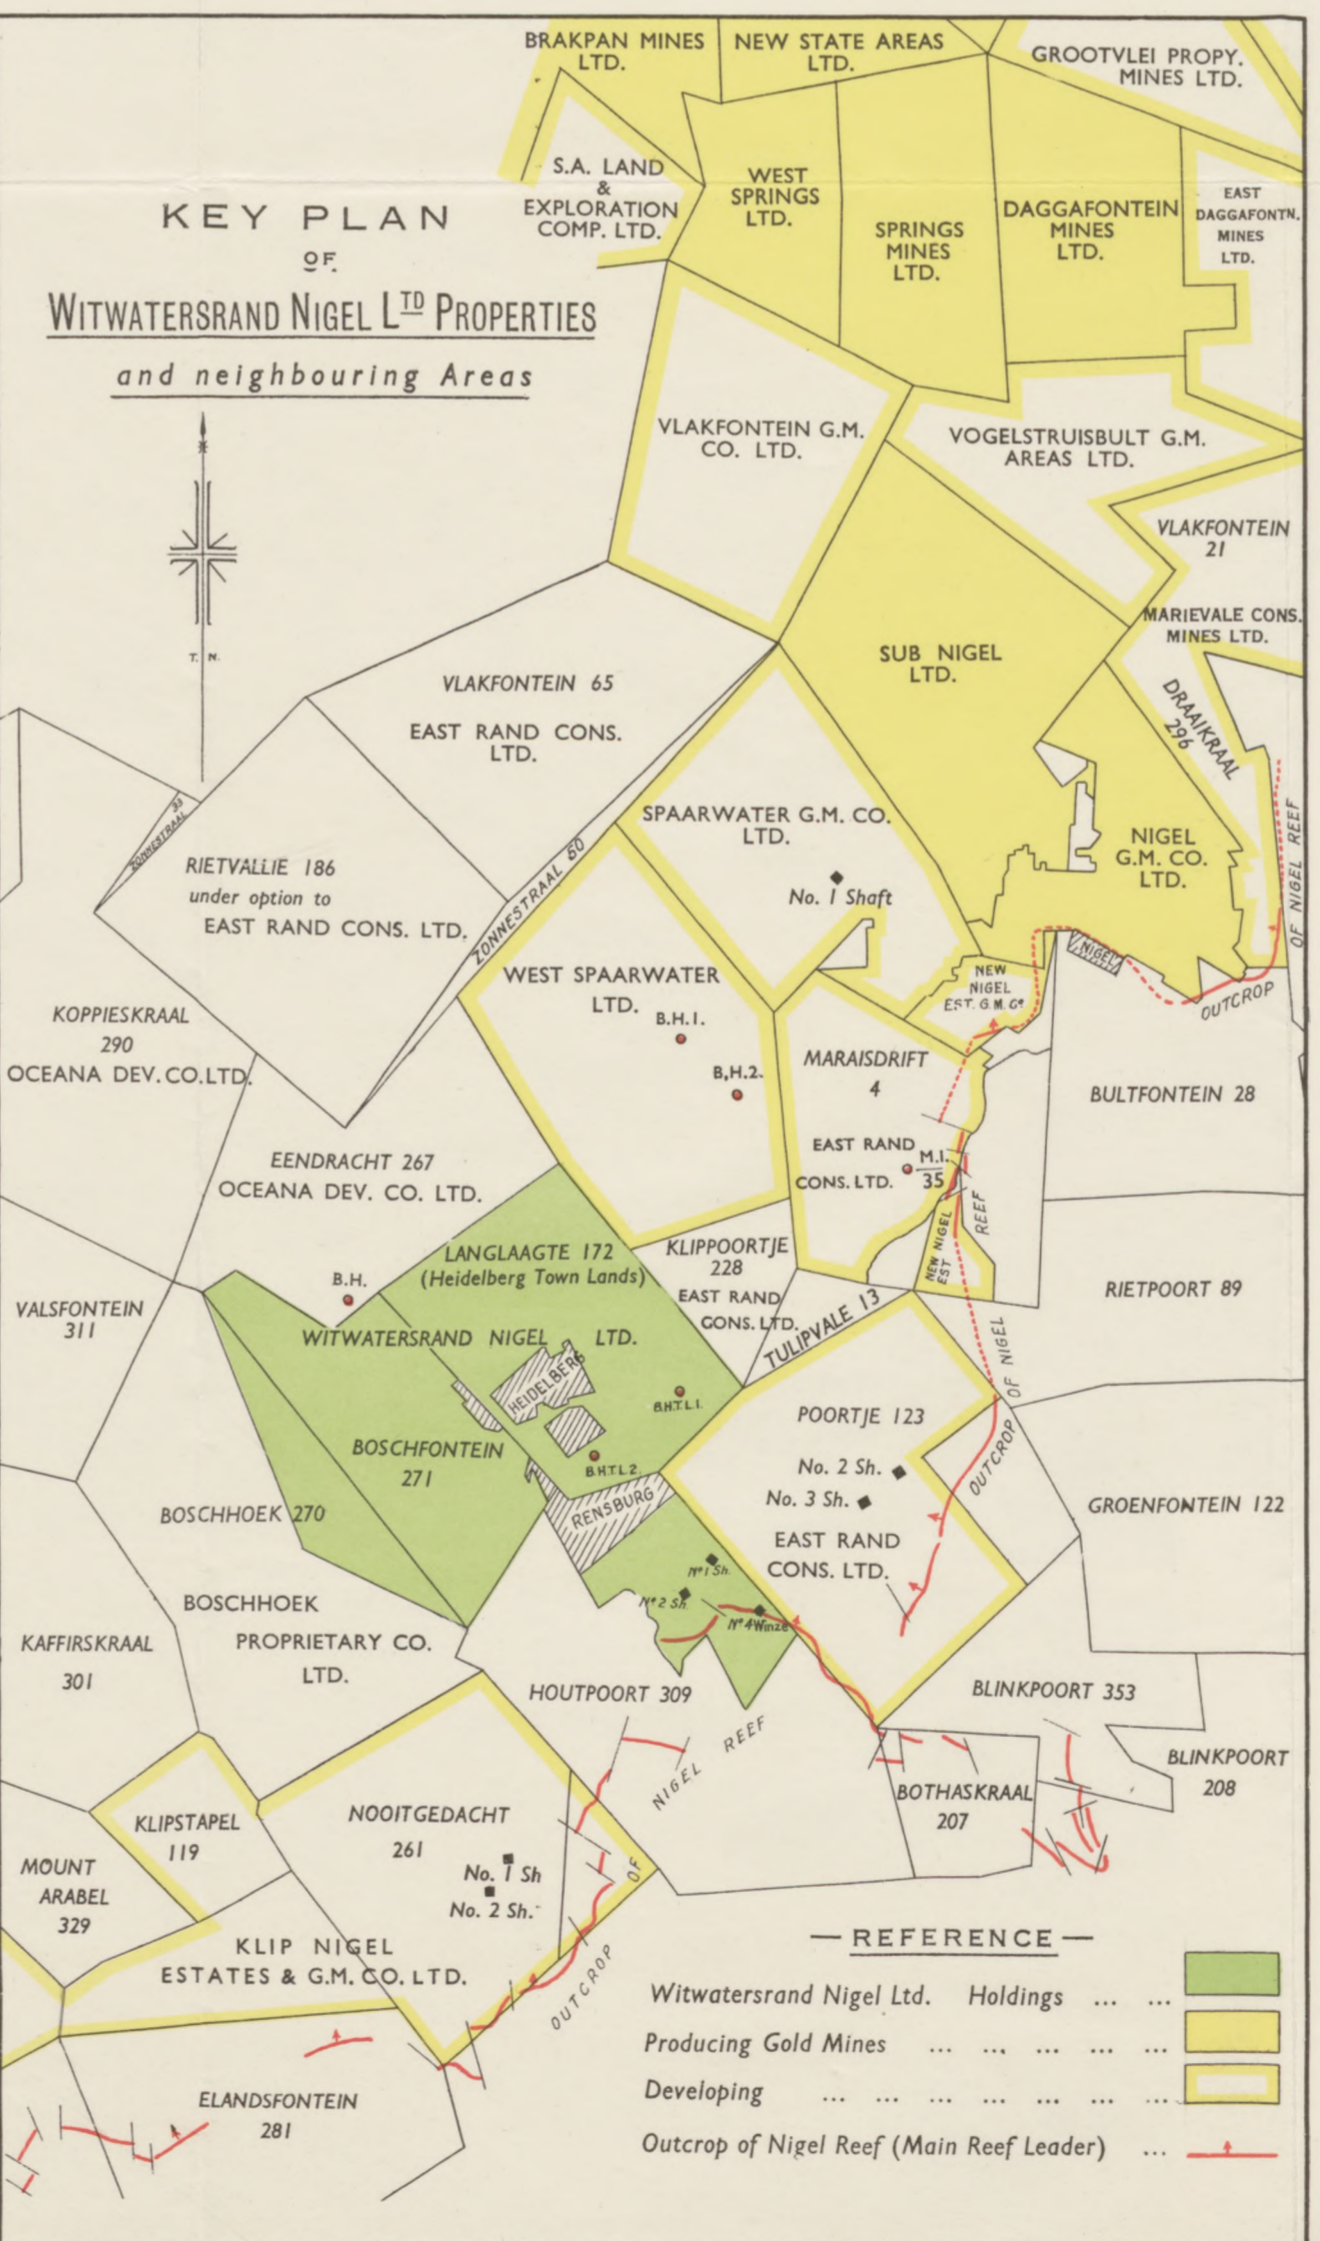 BRAKPAN MINES
LTD.
NEW STATE AREAS
LTD.
GROOTVLEI PROPY.
MINES LTD.
S.A. LAND
&
EXPLORATION
COMP. LTD.
WEST
SPRINGS
LTD.
SPRINGS
MINES
LTD.
DAGGAFONTEIN
MINES
LTD.
EAST
DAGGAFONTN.
MINES
LTD.
KEY PLAN
OF
WITWATERSRAND NIGEL LTD PROPERTIES
and neighbouring Areas
T. N.
VLAKFONTEIN G.M.
CO. LTD.
VOGELSTRUISBULT G.M.
AREAS LTD.
VLAKFONTEIN
21
MARIEVALE CONS.
MINES LTD.
SUB NIGEL
LTD.
DRAAIKRAAL
296
VLAKFONTEIN 65
EAST RAND CONS.
LTD.
ZONNESTRAAL
33
RIETVALLIE 186
under option to
EAST RAND CONS. LTD.
ZONNESTRAAL 50
SPAARWATER G.M. CO.
LTD.
No. 1 Shaft
NIGEL
G.M. CO.
LTD.
OF NIGEL REEF
NIGEL
OUTCROP
NEW
NIGEL
EST. G.M. Co
WEST SPAARWATER
LTD.
B.H.1.
B.H.2.
KOPPIESKRAAL
290
OCEANA DEV. CO. LTD.
MARAISDRIFT
4
EAST RAND
CONS. LTD.
M.1.
35
BULTFONTEIN 28
EENDRACHT 267
OCEANA DEV. CO. LTD.
NEW NIGEL
EST
REEF
LANGLAAGTE 172
(Heidelberg Town Lands)
KLIPPOORTJE
228
EAST RAND
CONS. LTD.
TULIPVALE 13
RIETPOORT 89
B.H.
VALSFONTEIN
311
WITWATERSRAND NIGEL LTD.
HEIDELBERG
B.H.T.L.1.
OF NIGEL
OUTCROP
BOSCHFONTEIN
271
B.H.T.L.2.
POORTJE 123
No. 2 Sh.
No. 3 Sh.
EAST RAND
CONS. LTD.
RENSBURG
BOSCHHOEK 270
GROENFONTEIN 122
No 1 Sh.
No 2 Sh.
No 4 Winze
BOSCHHOEK
PROPRIETARY CO.
LTD.
KAFFIRSKRAAL
301
HOUTPOORT 309
BLINKPOORT 353
REEF
NIGEL
OF
OUTCROP
BLINKPOORT
208
BOTHASKRAAL
207
KLIPSTAPEL
119
NOOITGEDACHT
261
No. 1 Sh
No. 2 Sh.
MOUNT
ARABEL
329
KLIP NIGEL
ESTATES & G.M. CO. LTD.
ELANDSFONTEIN
281
— REFERENCE —
Witwatersrand Nigel Ltd. Holdings ... ...
Producing Gold Mines ... ... ... ... ...
Developing ... ... ... ... ... ... ...
Outcrop of Nigel Reef (Main Reef Leader) ...